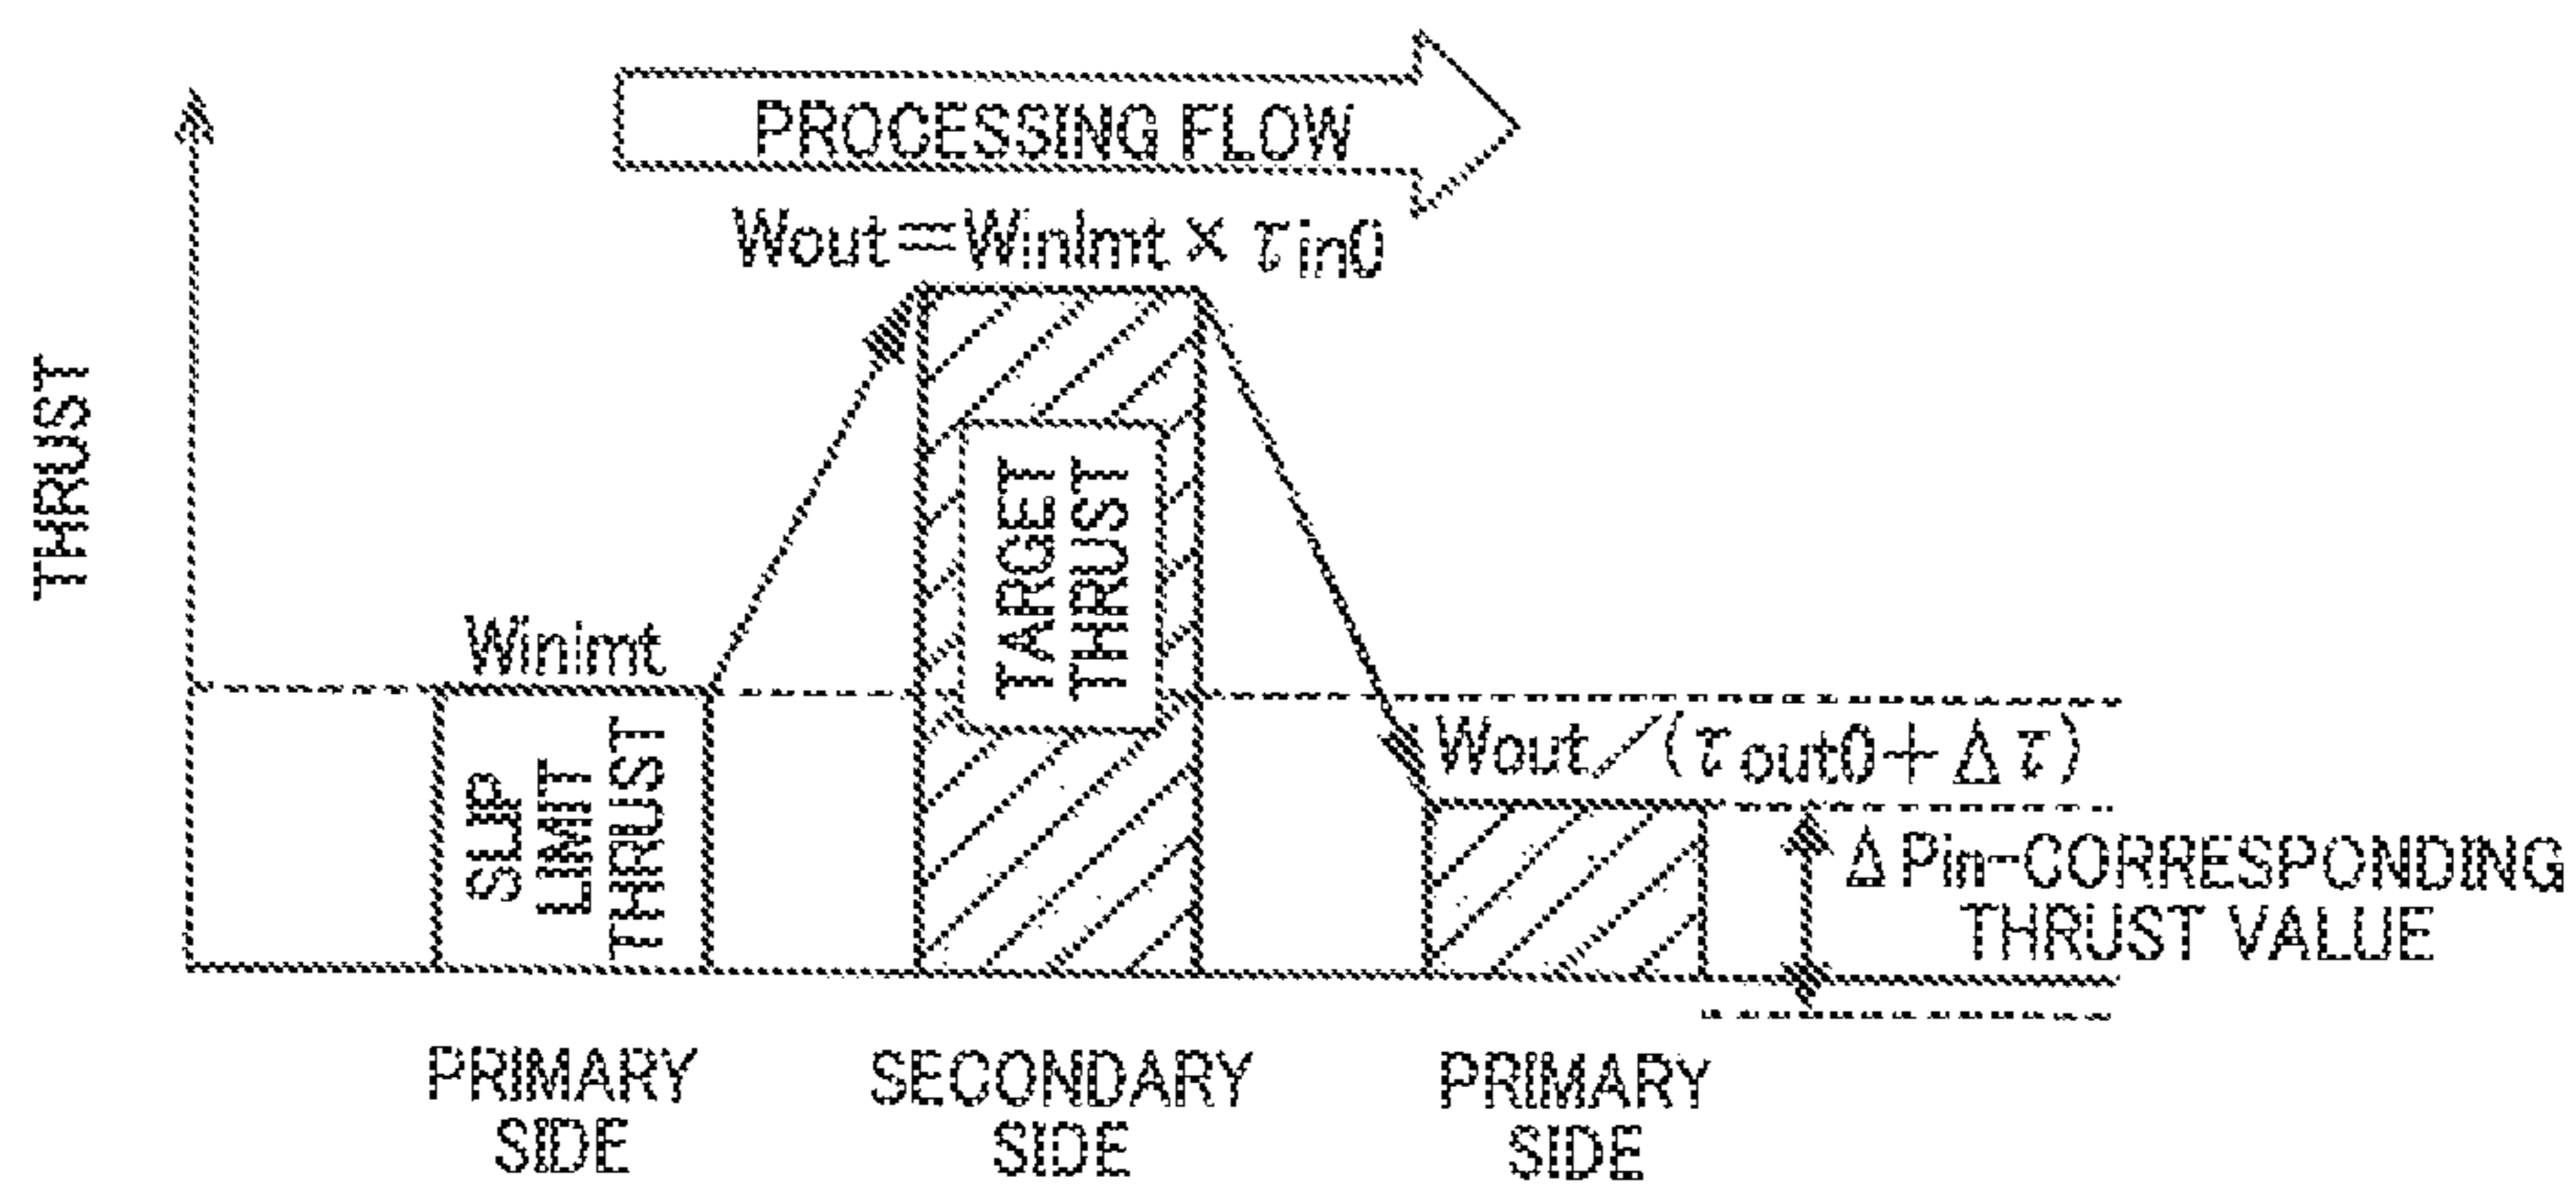 PROCESSING FLOW
Wout=Winlmt×τin0
THRUST
TARGET
THRUST
Winimt
SLIP
LIMIT
THRUST
Wout/(τout0+Δτ)
ΔPin-CORRESPONDING
THRUST VALUE
PRIMARY
SIDE
SECONDARY
SIDE
PRIMARY
SIDE